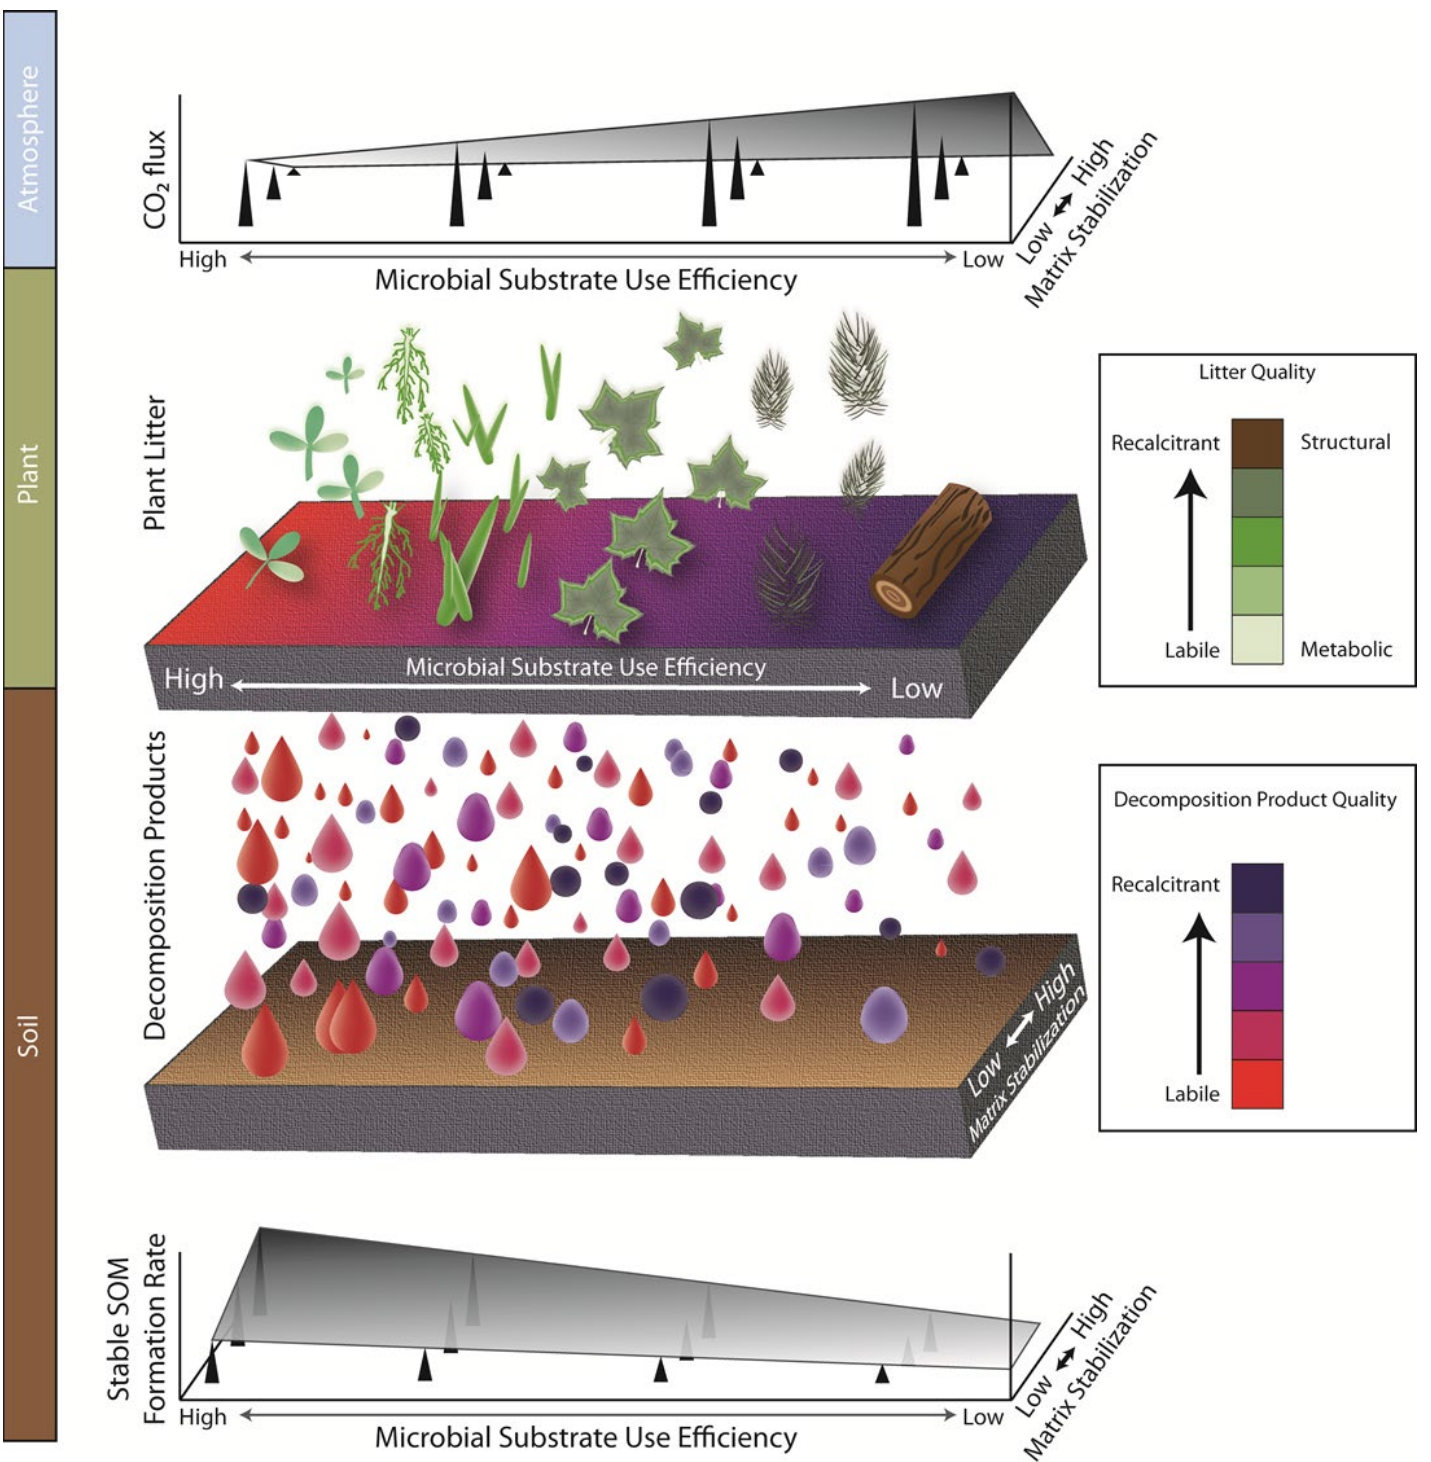 Atmosphere
CO2 flux
High
Low
Microbial Substrate Use Efficiency
Low
High
Matrix Stabilization
Plant
Plant Litter
High
Microbial Substrate Use Efficiency
Low
Litter Quality
Recalcitrant
Structural
Labile
Metabolic
Soil
Decomposition Products
Low
High
Matrix Stabilization
Decomposition Product Quality
Recalcitrant
Labile
Stable SOM
Formation Rate
High
Low
Microbial Substrate Use Efficiency
Low
High
Matrix Stabilization